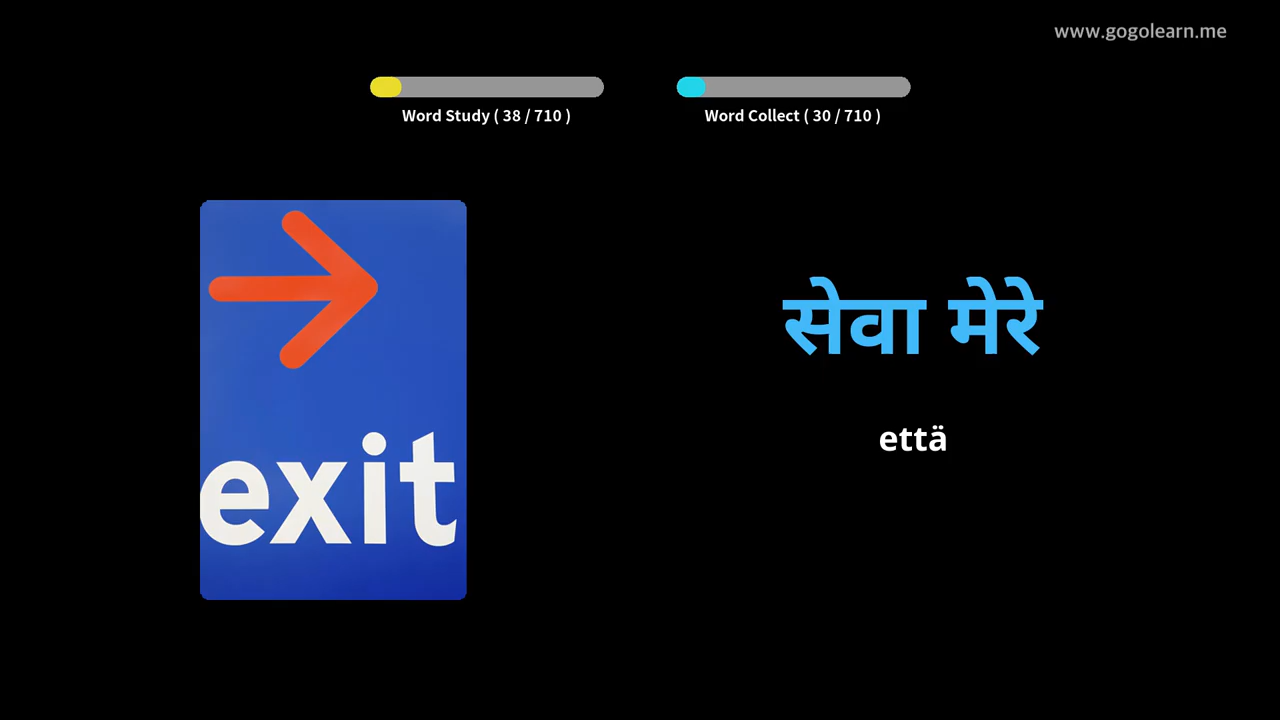 www.gogolearn.me
Word Study ( 38 / 710 )
Word Collect ( 30 / 710 )
exit
सेवा मेरे
että